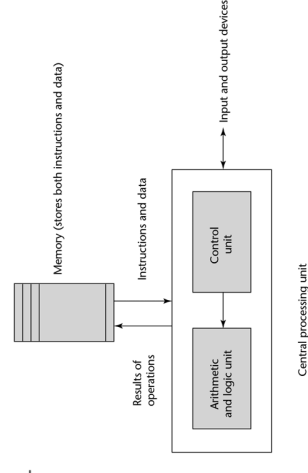 Memory (stores both instructions and data)
Results of
operations
Instructions and data
Arithmetic
and logic unit
Control
unit
Input and output devices
Central processing unit